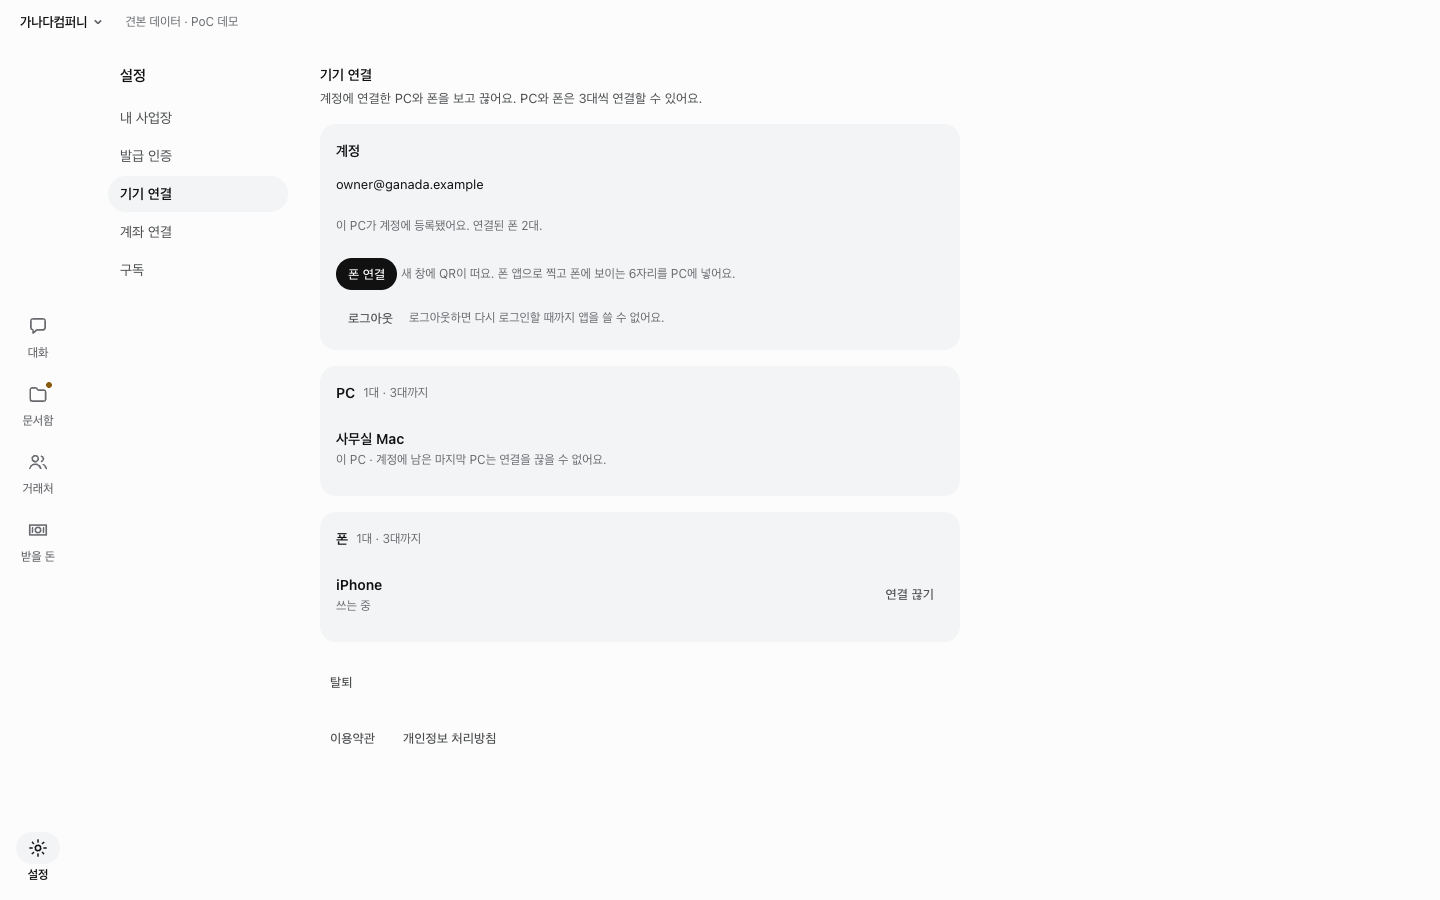 가나다컴퍼니
견본 데이터 · PoC 데모
설정
내 사업장
발급 인증
기기 연결
계좌 연결
구독
대화
문서함
거래처
받을 돈
설정
기기 연결
계정에 연결한 PC와 폰을 보고 끊어요. PC와 폰은 3대씩 연결할 수 있어요.
계정
owner@ganada.example
이 PC가 계정에 등록됐어요. 연결된 폰 2대.
폰 연결 새 창에 QR이 떠요. 폰 앱으로 찍고 폰에 보이는 6자리를 PC에 넣어요.
로그아웃 로그아웃하면 다시 로그인할 때까지 앱을 쓸 수 없어요.
PC 1대 · 3대까지
사무실 Mac
이 PC · 계정에 남은 마지막 PC는 연결을 끊을 수 없어요.
폰 1대 · 3대까지
iPhone
쓰는 중
연결 끊기
탈퇴
이용약관 개인정보 처리방침